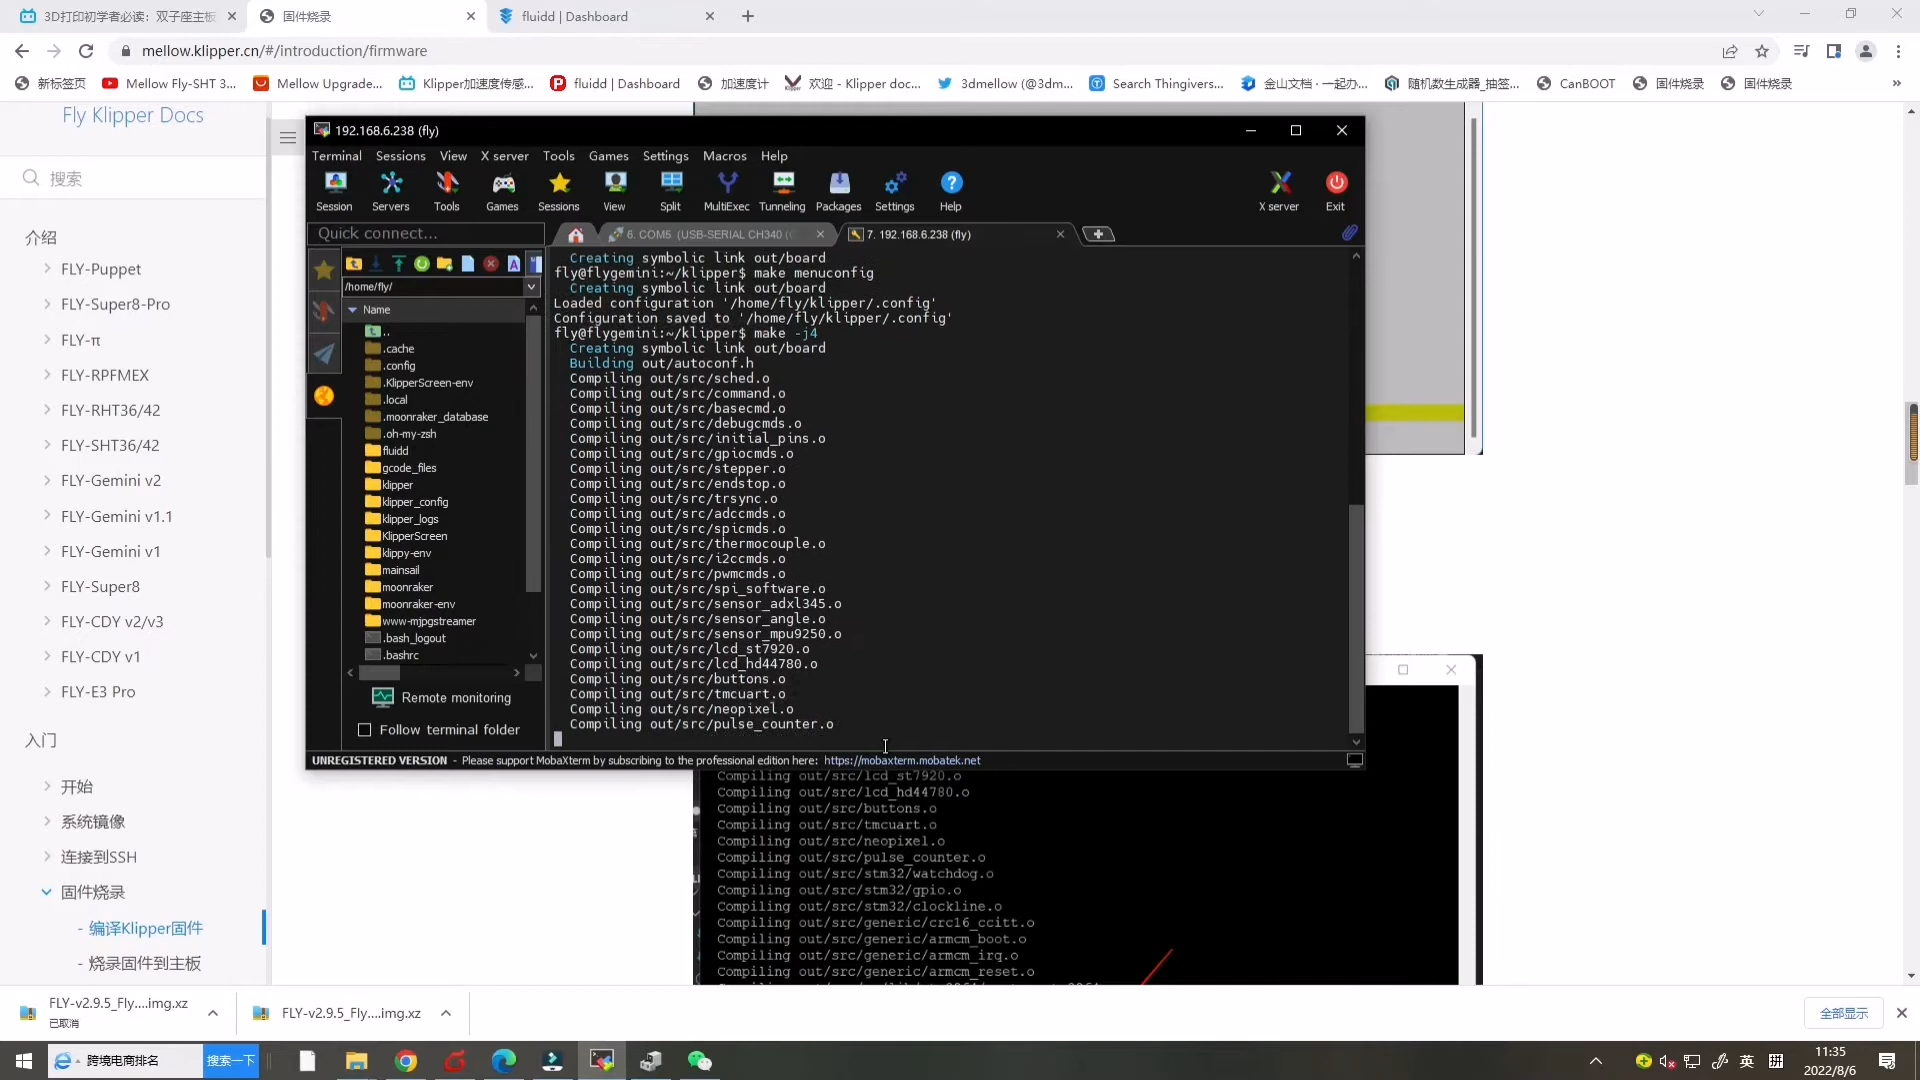 3D打印初学者必读：双子座主板
固件烧录
fluidd | Dashboard
mellow.klipper.cn/#/introduction/firmware
新标签页
Mellow Fly-SHT 3...
Mellow Upgrade...
Klipper加速度传感...
fluidd | Dashboard
加速度计
欢迎 - Klipper doc...
3dmellow (@3dm...
Search Thingivers...
金山文档 · 一起办...
随机数生成器_抽签...
CanBOOT
固件烧录
固件烧录
»
Fly Klipper Docs
搜索
介绍
FLY-Puppet
FLY-Super8-Pro
FLY-π
FLY-RPFMEX
FLY-RHT36/42
FLY-SHT36/42
FLY-Gemini v2
FLY-Gemini v1.1
FLY-Gemini v1
FLY-Super8
FLY-CDY v2/v3
FLY-CDY v1
FLY-E3 Pro
入门
开始
系统镜像
连接到SSH
固件烧录
- 编译Klipper固件
- 烧录固件到主板
192.168.6.238 (fly)
Terminal Sessions View X server Tools Games Settings Macros Help
Session Servers Tools Games Sessions View Split MultiExec Tunneling Packages Settings Help X server Exit
Quick connect...
6. COM5 (USB-SERIAL CH340 (
7. 192.168.6.238 (fly)
/home/fly/
Name
..
.cache
.config
.KlipperScreen-env
.local
.moonraker_database
.oh-my-zsh
fluidd
gcode_files
klipper
klipper_config
klipper_logs
KlipperScreen
klippy-env
mainsail
moonraker
moonraker-env
www-mjpgstreamer
.bash_logout
.bashrc
Remote monitoring
Follow terminal folder
Creating symbolic link out/board
fly@flygemini:~/klipper$ make menuconfig
Creating symbolic link out/board
Loaded configuration '/home/fly/klipper/.config'
Configuration saved to '/home/fly/klipper/.config'
fly@flygemini:~/klipper$ make -j4
Creating symbolic link out/board
Building out/autoconf.h
Compiling out/src/sched.o
Compiling out/src/command.o
Compiling out/src/basecmd.o
Compiling out/src/debugcmds.o
Compiling out/src/initial_pins.o
Compiling out/src/gpiocmds.o
Compiling out/src/stepper.o
Compiling out/src/endstop.o
Compiling out/src/trsync.o
Compiling out/src/adccmds.o
Compiling out/src/spicmds.o
Compiling out/src/thermocouple.o
Compiling out/src/i2ccmds.o
Compiling out/src/pwmcmds.o
Compiling out/src/spi_software.o
Compiling out/src/sensor_adxl345.o
Compiling out/src/sensor_angle.o
Compiling out/src/sensor_mpu9250.o
Compiling out/src/lcd_st7920.o
Compiling out/src/lcd_hd44780.o
Compiling out/src/buttons.o
Compiling out/src/tmcuart.o
Compiling out/src/neopixel.o
Compiling out/src/pulse_counter.o
UNREGISTERED VERSION - Please support MobaXterm by subscribing to the professional edition here: https://mobaxterm.mobatek.net
Compiling out/src/lcd_st7920.o
Compiling out/src/lcd_hd44780.o
Compiling out/src/buttons.o
Compiling out/src/tmcuart.o
Compiling out/src/neopixel.o
Compiling out/src/pulse_counter.o
Compiling out/src/stm32/watchdog.o
Compiling out/src/stm32/gpio.o
Compiling out/src/stm32/clockline.o
Compiling out/src/generic/crc16_ccitt.o
Compiling out/src/generic/armcm_boot.o
Compiling out/src/generic/armcm_irq.o
Compiling out/src/generic/armcm_reset.o
FLY-v2.9.5_Fly....img.xz
已取消
FLY-v2.9.5_Fly....img.xz
全部显示
跨境电商排名
搜索一下
英
拼
11:35
2022/8/6